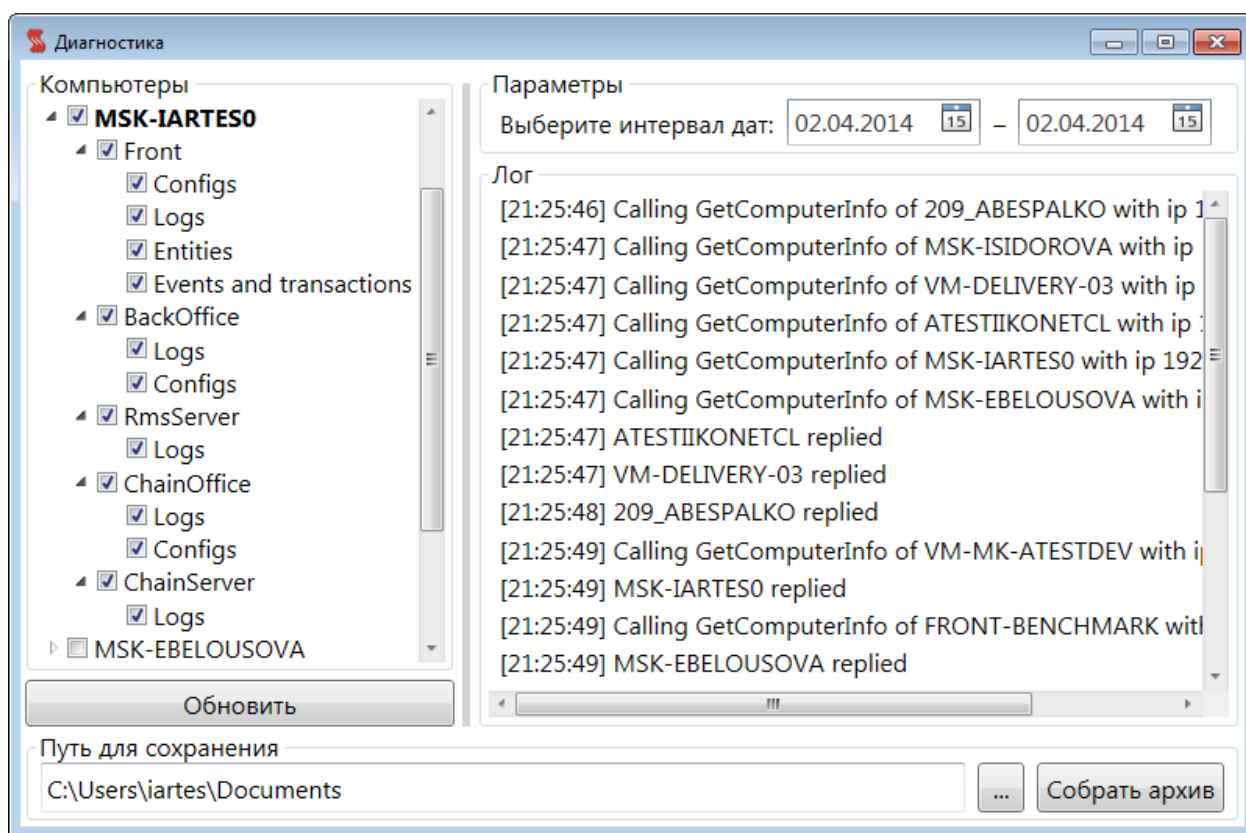 Диагностика
Компьютеры
MSK-IARTES0
Front
Configs
Logs
Entities
Events and transactions
BackOffice
Logs
Configs
RmsServer
Logs
ChainOffice
Logs
Configs
ChainServer
Logs
MSK-EBELOUSOVA
Обновить
Параметры
Выберите интервал дат: 02.04.2014 15 – 02.04.2014 15
Лог
[21:25:46] Calling GetComputerInfo of 209_ABESPALKO with ip 1
[21:25:47] Calling GetComputerInfo of MSK-ISIDOROVA with ip
[21:25:47] Calling GetComputerInfo of VM-DELIVERY-03 with ip
[21:25:47] Calling GetComputerInfo of ATESTIIKONETCL with ip
[21:25:47] Calling GetComputerInfo of MSK-IARTES0 with ip 192
[21:25:47] Calling GetComputerInfo of MSK-EBELOUSOVA with i
[21:25:47] ATESTIIKONETCL replied
[21:25:47] VM-DELIVERY-03 replied
[21:25:48] 209_ABESPALKO replied
[21:25:49] Calling GetComputerInfo of VM-MK-ATESTDEV with ip
[21:25:49] MSK-IARTES0 replied
[21:25:49] Calling GetComputerInfo of FRONT-BENCHMARK with
[21:25:49] MSK-EBELOUSOVA replied
Путь для сохранения
C:\Users\iartes\Documents
...
Собрать архив